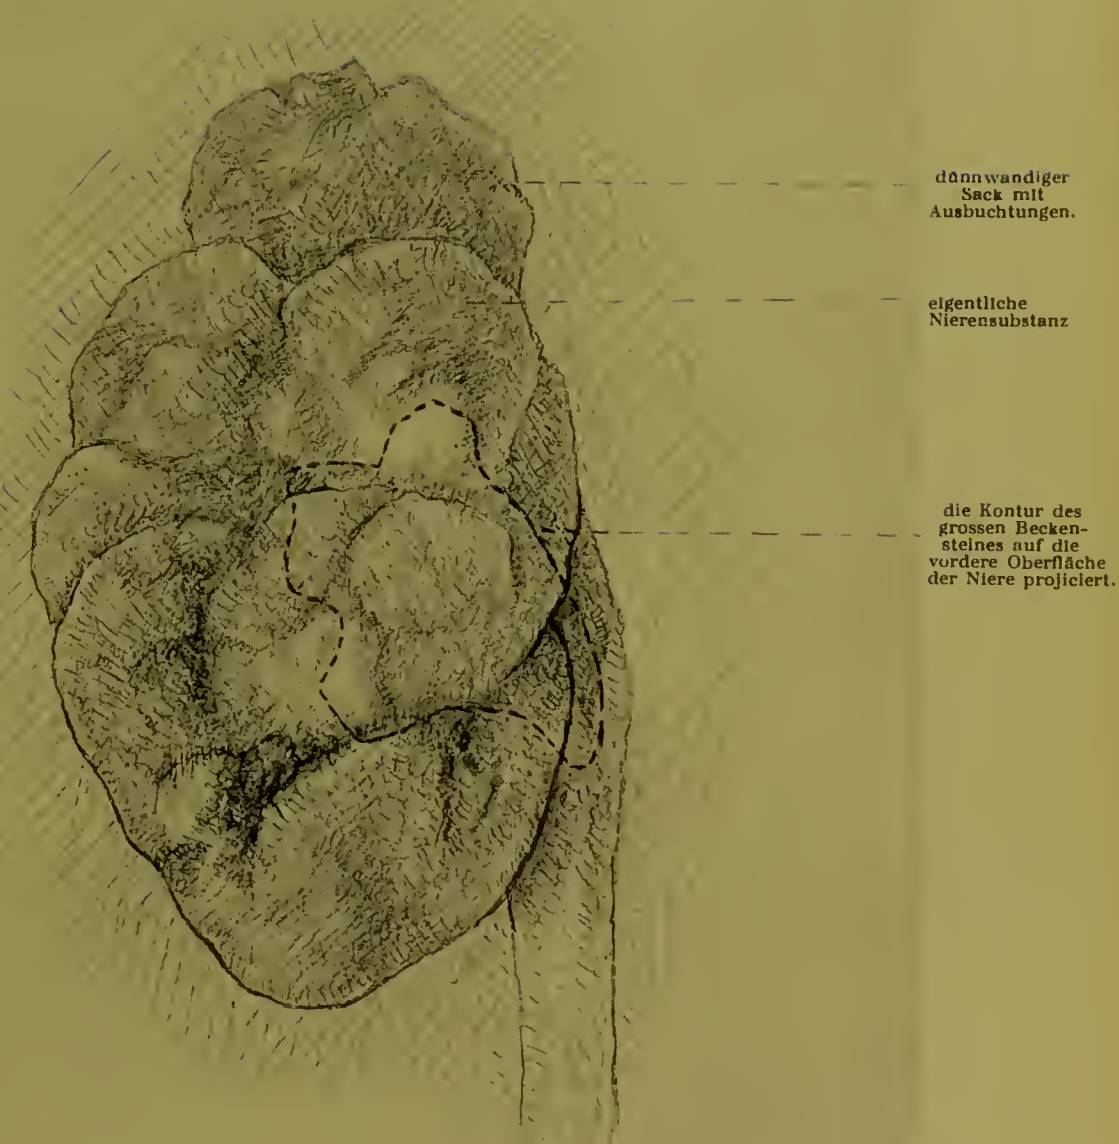 dünnwandiger
Sack mit
Ausbuchtungen.
eigentliche
Nierensubstanz
die Kontur des
grossen Becken-
steines auf die
vordere Oberfläche
der Niere projiciert.